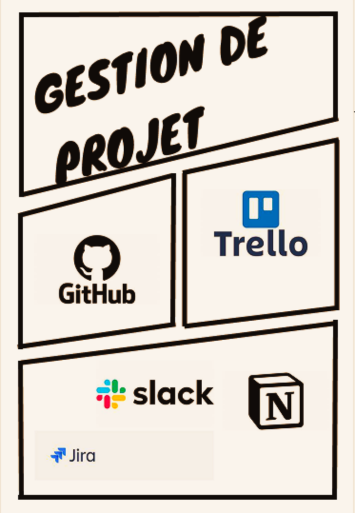 GESTION DE
PROJET
GitHub
Trello
slack
N
Jira